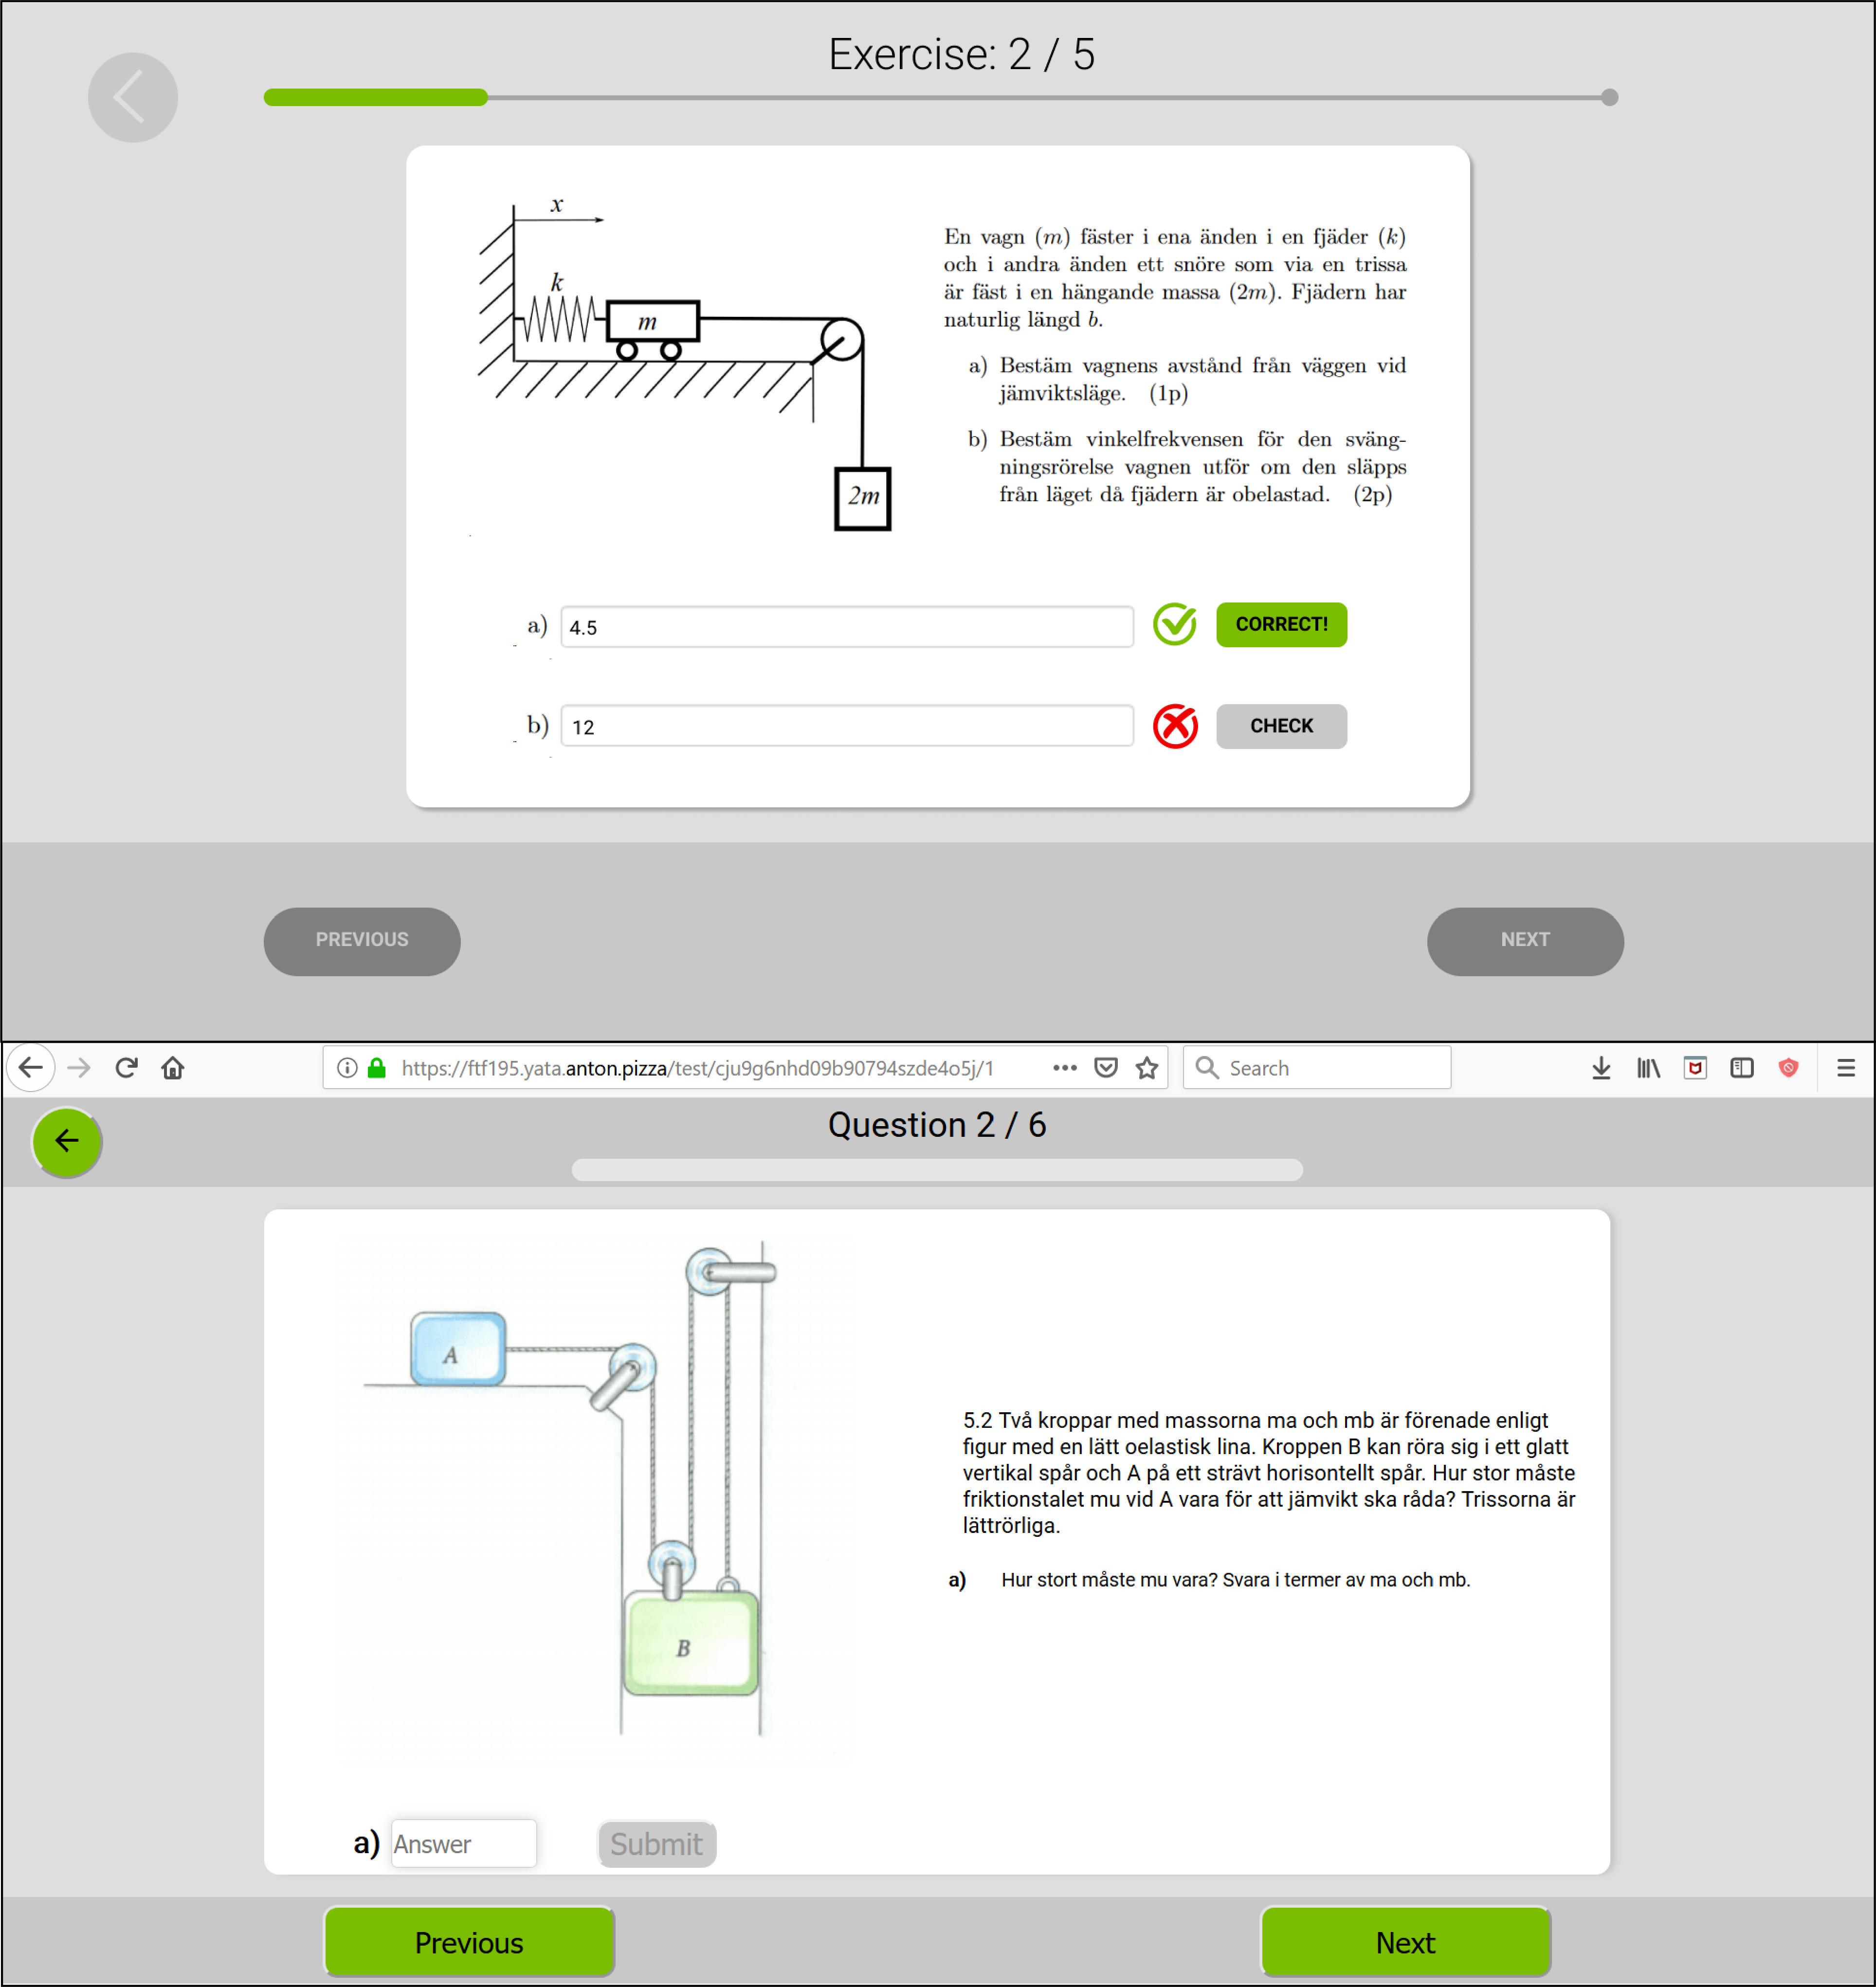 Exercise: 2 / 5
x
k
m
2m
En vagn (m) fäster i ena änden i en fjäder (k)
och i andra änden ett snöre som via en trissa
är fäst i en hängande massa (2m). Fjädern har
naturlig längd b.
a) Bestäm vagnens avstånd från väggen vid
jämviktsläge. (1p)
b) Bestäm vinkelfrekvensen för den sväng-
ningsrörelse vagnen utför om den släpps
från läget då fjädern är obelastad. (2p)
a) 4.5 CORRECT!
b) 12 CHECK
PREVIOUS NEXT
https://ftf195.yata.anton.pizza/test/cju9g6nhd09b90794szde4o5j/1 Search
Question 2 / 6
A
B
5.2 Två kroppar med massorna ma och mb är förenade enligt
figur med en lätt oelastisk lina. Kroppen B kan röra sig i ett glatt
vertikal spår och A på ett strävt horisontellt spår. Hur stor måste
friktionstalet mu vid A vara för att jämvikt ska råda? Trissorna är
lättrörliga.
a) Hur stort måste mu vara? Svara i termer av ma och mb.
a) Answer Submit
Previous Next